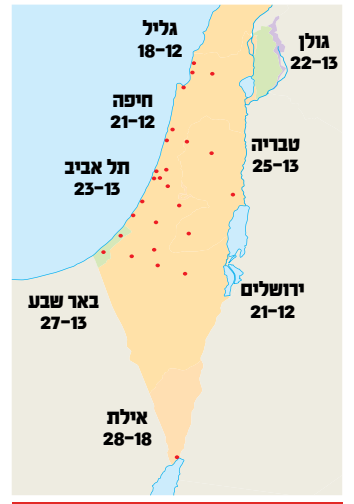 גליל
18-12
גולן
22-13
חיפה
21-12
טבריה
25-13
תל אביב
23-13
ירושלים
21-12
באר שבע
27-13
אילת
28-18